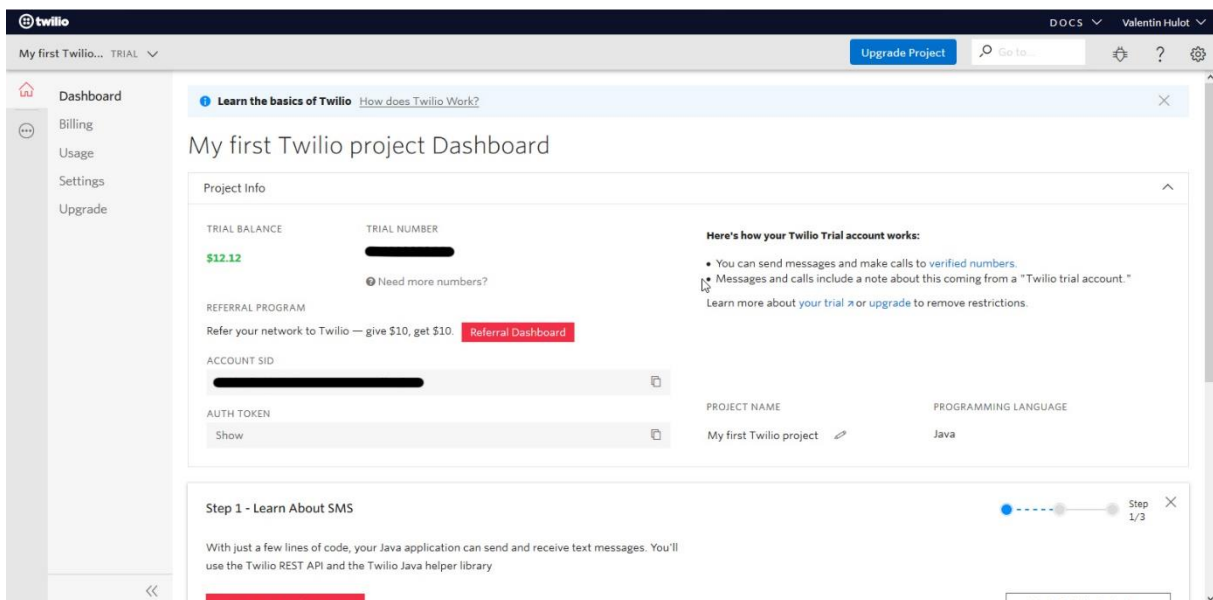 twilio
DOCS
Valentin Hulot
My first Twilio... TRIAL
Upgrade Project
Go to...
?
Dashboard
Billing
Usage
Settings
Upgrade
Learn the basics of Twilio How does Twilio Work?
My first Twilio project Dashboard
Project Info
TRIAL BALANCE
TRIAL NUMBER
$12.12
Need more numbers?
REFERRAL PROGRAM
Refer your network to Twilio — give $10, get $10. Referral Dashboard
ACCOUNT SID
AUTH TOKEN
Show
Here's how your Twilio Trial account works:
• You can send messages and make calls to verified numbers.
• Messages and calls include a note about this coming from a "Twilio trial account."
Learn more about your trial or upgrade to remove restrictions.
PROJECT NAME
PROGRAMMING LANGUAGE
My first Twilio project
Java
Step 1 - Learn About SMS
Step
1/3
With just a few lines of code, your Java application can send and receive text messages. You'll
use the Twilio REST API and the Twilio Java helper library